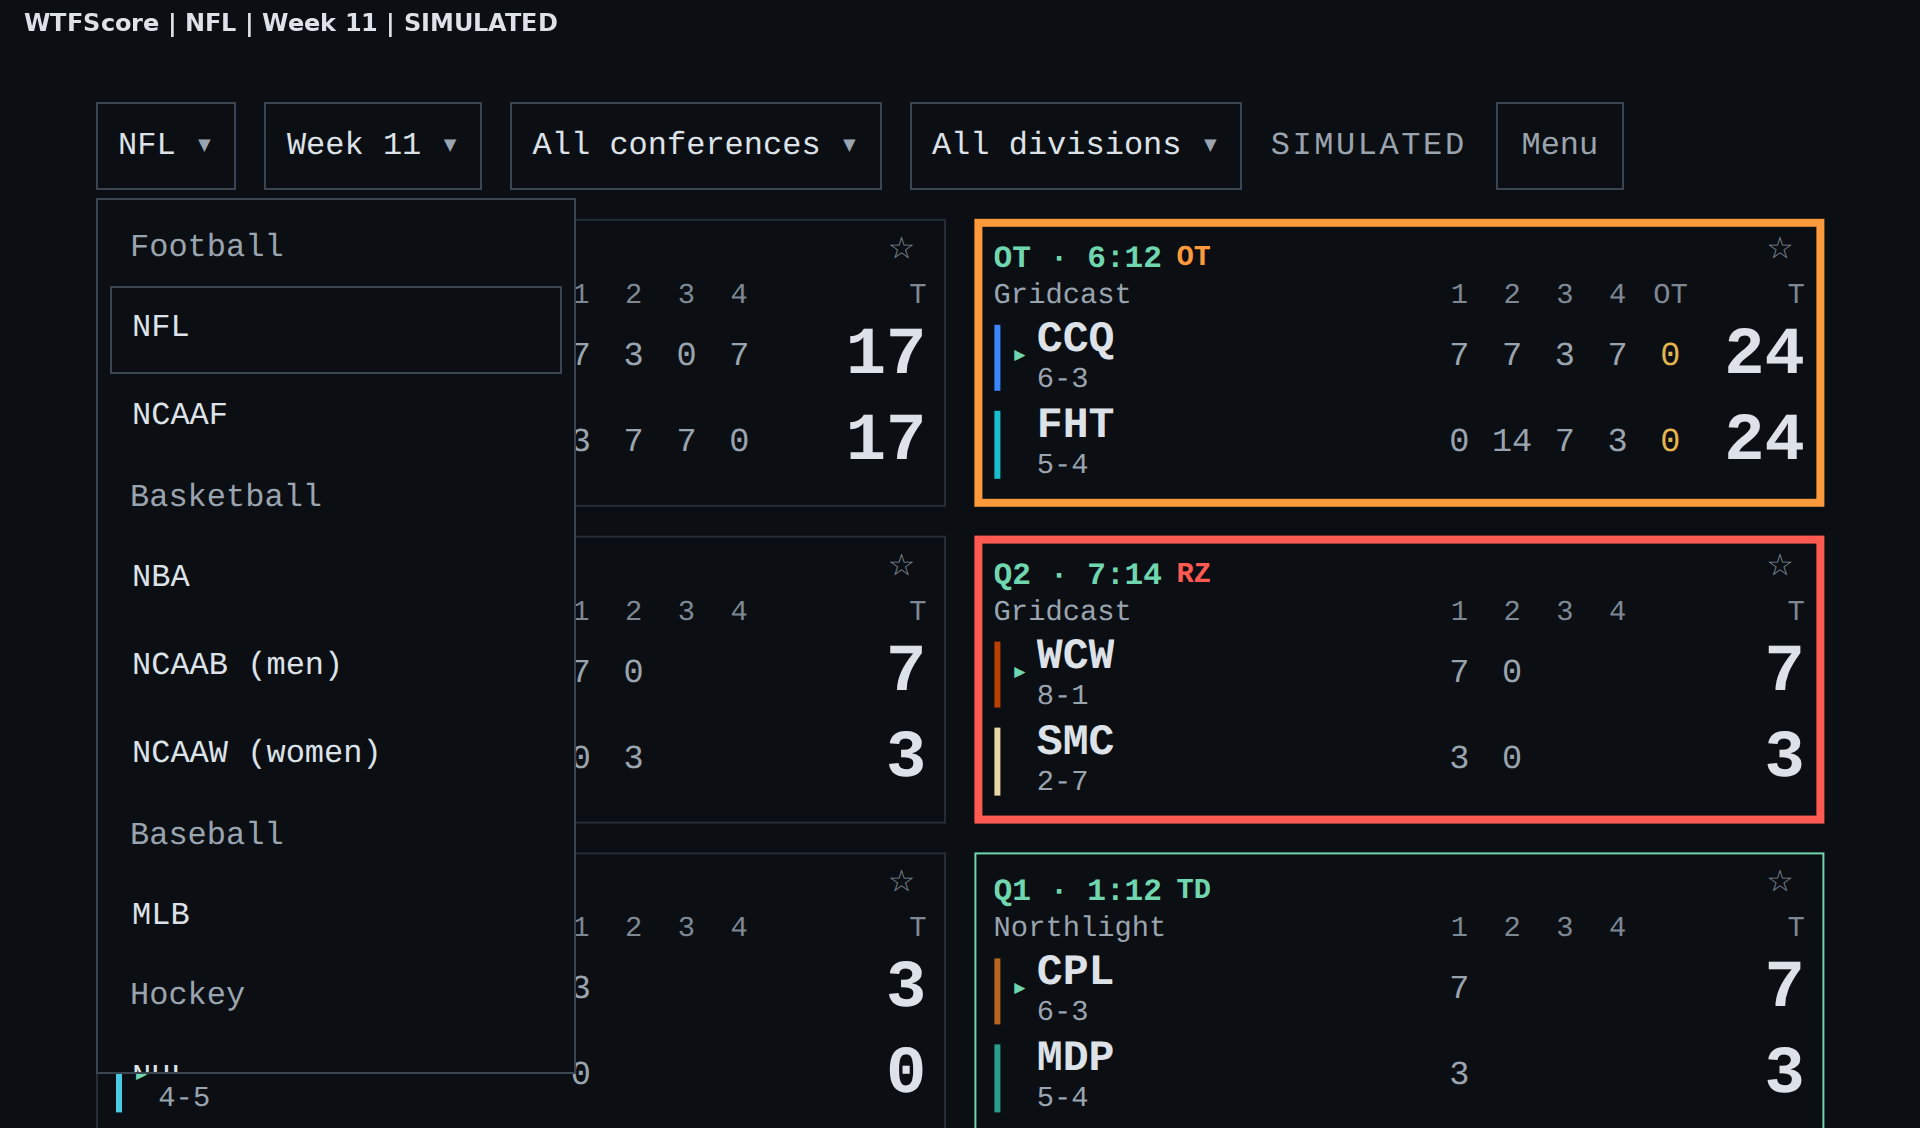 WTFScore | NFL | Week 11 | SIMULATED
NFL ▼
Week 11 ▼
All conferences ▼
All divisions ▼
SIMULATED
Menu
Football
NFL
NCAAF
Basketball
NBA
NCAAB (men)
NCAAW (women)
Baseball
MLB
Hockey
☆
1 2 3 4 T
7 3 0 7 17
3 7 7 0 17
☆
OT · 6:12 OT
Gridcast 1 2 3 4 OT T
▶ CCQ 7 7 3 7 0 24
6-3
FHT 0 14 7 3 0 24
5-4
☆
1 2 3 4 T
7 0 7
0 3 3
☆
Q2 · 7:14 RZ
Gridcast 1 2 3 4 T
▶ WCW 7 0 7
8-1
SMC 3 0 3
2-7
☆
1 2 3 4 T
3 3
0 0
4-5
☆
Q1 · 1:12 TD
Northlight 1 2 3 4 T
▶ CPL 7 7
6-3
MDP 3 3
5-4